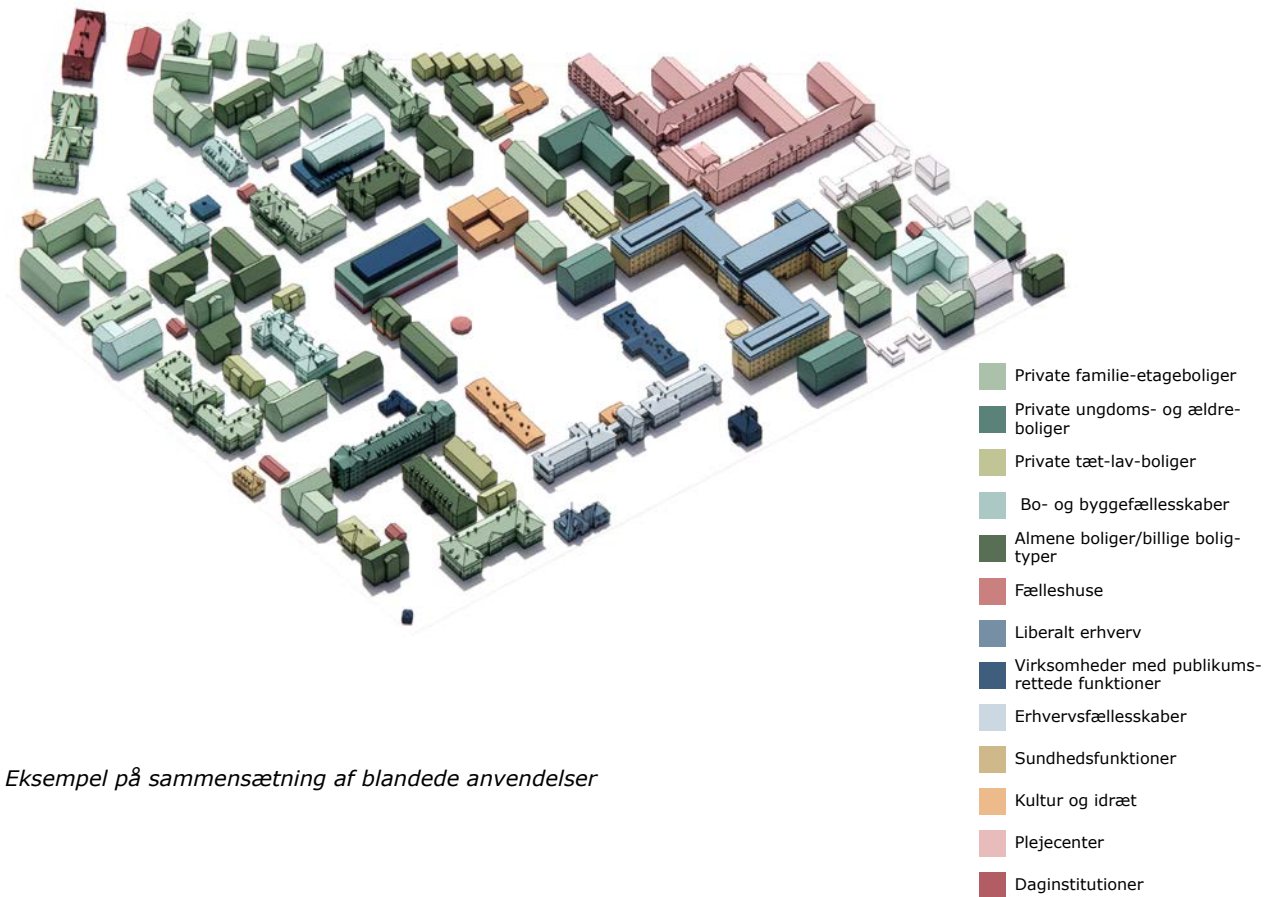 Private familie-etageboliger
Private ungdoms- og ældre-
boliger
Private tæt-lav-boliger
Bo- og byggefællesskaber
Almene boliger/billige bolig-
typer
Fælleshuse
Liberalt erhverv
Virksomheder med publikums-
rettede funktioner
Erhvervsfællesskaber
Eksempel på sammensætning af blandede anvendelser
Sundhedsfunktioner
Kultur og idræt
Plejecenter
Daginstitutioner